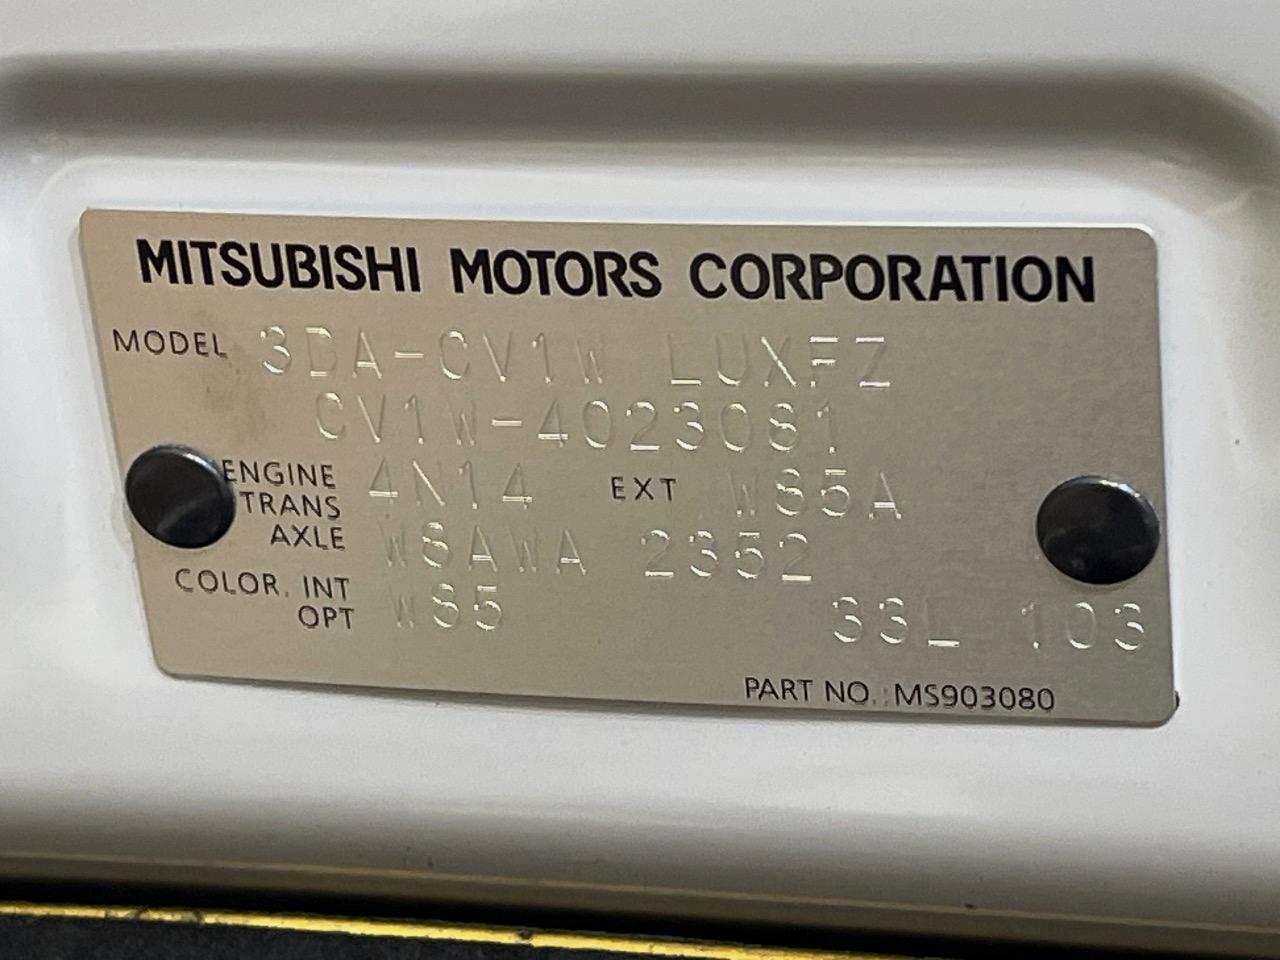 MITSUBISHI MOTORS CORPORATION
MODEL 3DA-CV1W LUXFZ
CV1W-4023081
ENGINE 4N14 EXT W85A
TRANS
AXLE W8AWA 2352
COLOR. INT
OPT W85 33L 103
PART NO. MS903080